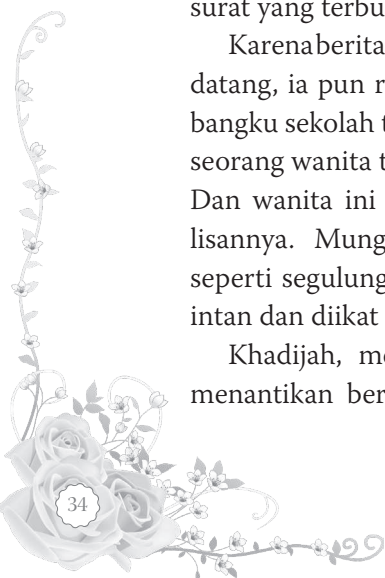 surat yang terbu
Karenaberita
datang, ia pun r
bangku sekolah t
seorang wanita t
Dan wanita ini
lisannya. Mung
seperti segulung
intan dan diikat
Khadijah, me
menantikan ber
34